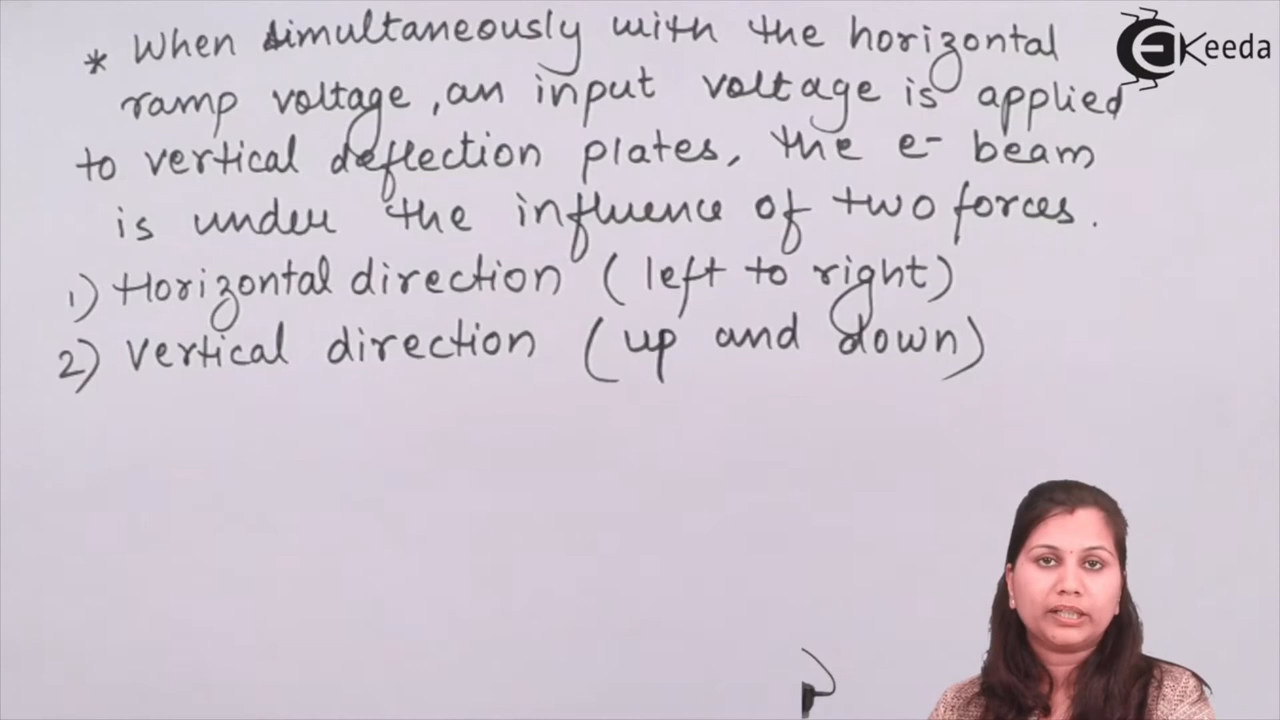 * When simultaneously with the horizontal
ramp voltage, an input voltage is applied
to vertical deflection plates, the e- beam
is under the influence of two forces.
1) Horizontal direction (left to right)
2) Vertical direction (up and down)
EKeeda